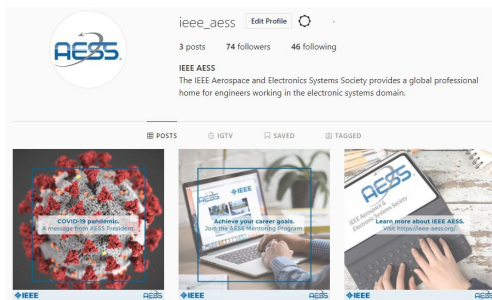 AESS
ieee_aess Edit Profile
3 posts 74 followers 46 following
IEEE AESS
The IEEE Aerospace and Electronics Systems Society provides a global professional
home for engineers working in the electronic systems domain.
POSTS IGTV SAVED TAGGED
COVID-19 pandemic.
A message from AESS President
IEEE AESS
AESS IEEE
Achieve your career goals.
Join the AESS Mentoring Program
IEEE AESS
AESS
IEEE Aerospace &
Electronic Systems Society
Learn more about IEEE AESS.
Visit https://ieee-aess.org/
IEEE AESS